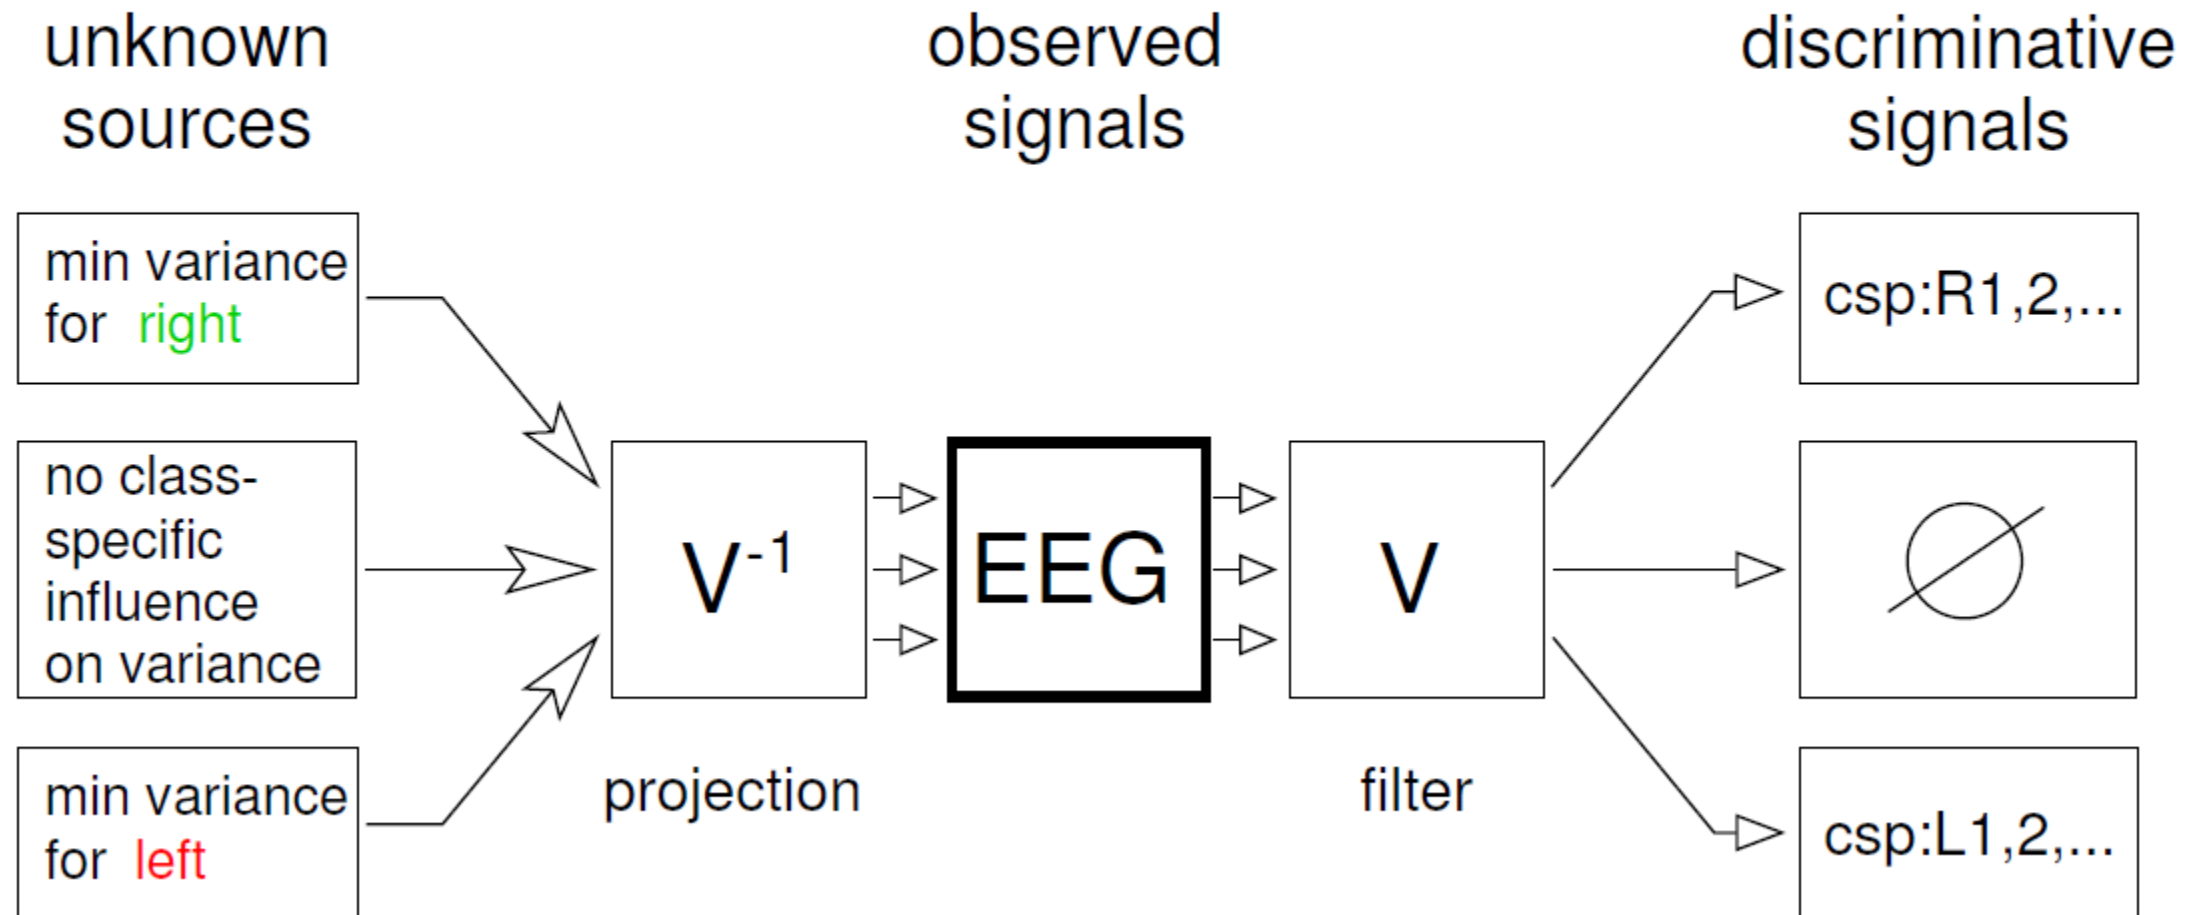 unknown
sources
observed
signals
discriminative
signals
min variance
for right
no class-
specific
influence
on variance
min variance
for left
V⁻¹
projection
EEG
V
filter
csp:R1,2,...
∅
csp:L1,2,...